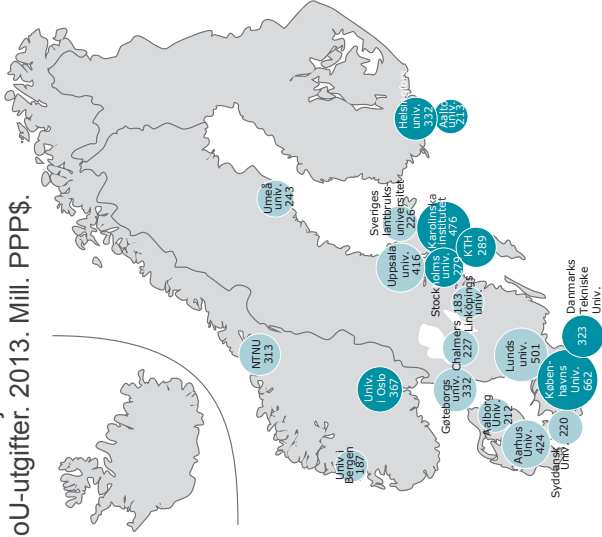 oU-utgifter. 2013. Mill. PPP$.
Umeå
univ.
243
univ.
332
Aalto
univ.
213
NTNU
313
Univ. i
Bergen
187
Univ.
i Oslo
367
Uppsala
univ.
416
Sveriges
lantbruks-
universitet
226
Karolinska
institutet
476
Stockholms
univ.
279
KTH
289
183
Linköpings
univ.
Chalmers
227
Gøteborgs
univ.
332
Lunds
univ.
501
Aalborg
Univ.
212
Aarhus
Univ.
424
Syddansk
Univ.
220
Køben-
havns
Univ.
662
323
Danmarks
Tekniske
Univ.